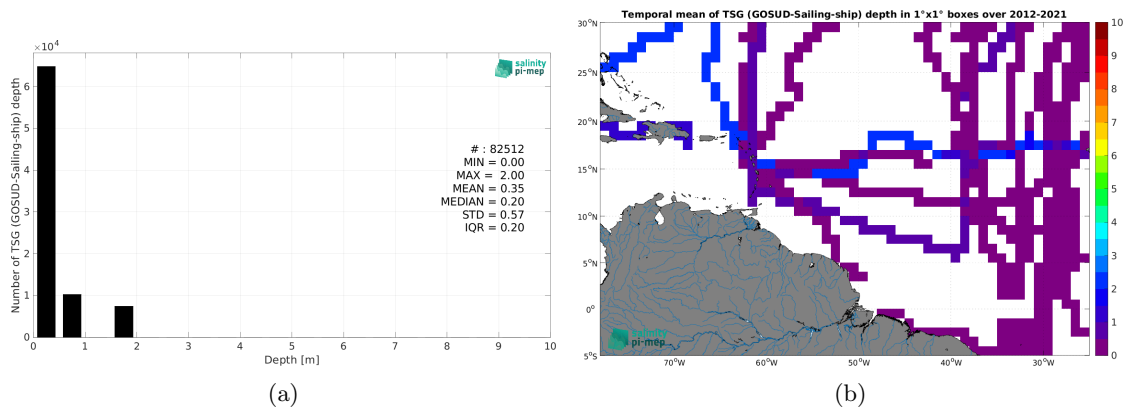 ×10⁴
6
5
4
3
2
1
0
Number of TSG (GOSUD-Sailing-ship) depth
salinity
pi-mep
# : 82512
MIN = 0.00
MAX = 2.00
MEAN = 0.35
MEDIAN = 0.20
STD = 0.57
IQR = 0.20
0 1 2 3 4 5 6 7 8 9 10
Depth [m]
(a)
Temporal mean of TSG (GOSUD-Sailing-ship) depth in 1°x1° boxes over 2012-2021
30°N
25°N
20°N
15°N
10°N
5°N
0°
5°S
salinity
pi-mep
70°W 60°W 50°W 40°W 30°W
10
9
8
7
6
5
4
3
2
1
0
(b)